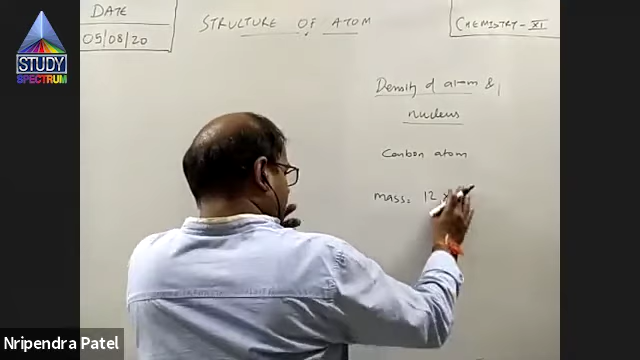 STUDY
SPECTRUM
DATE
05/08/20
STRUCTURE OF ATOM
CHEMISTRY - XI
Density of atom &
nucleus
Carbon atom
mass = 12 x
Nripendra Patel